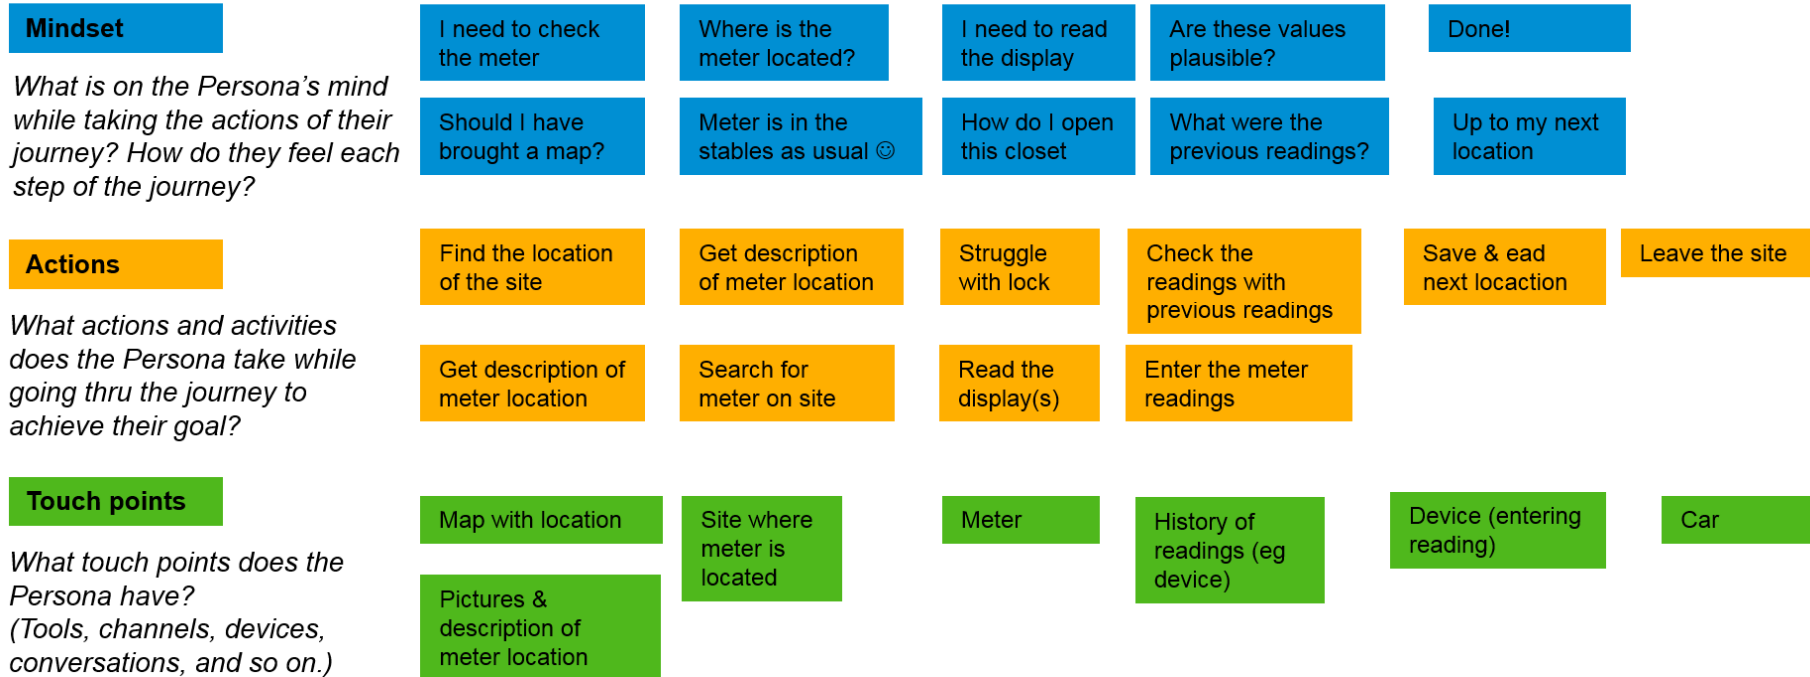 Mindset
What is on the Persona's mind
while taking the actions of their
journey? How do they feel each
step of the journey?
I need to check
the meter
Where is the
meter located?
I need to read
the display
Are these values
plausible?
Done!
Should I have
brought a map?
Meter is in the
stables as usual ☺
How do I open
this closet
What were the
previous readings?
Up to my next
location
Actions
What actions and activities
does the Persona take while
going thru the journey to
achieve their goal?
Find the location
of the site
Get description
of meter location
Struggle
with lock
Check the
readings with
previous readings
Save & ead
next locaction
Leave the site
Get description of
meter location
Search for
meter on site
Read the
display(s)
Enter the meter
readings
Touch points
What touch points does the
Persona have?
(Tools, channels, devices,
conversations, and so on.)
Map with location
Site where
meter is
located
Meter
History of
readings (eg
device)
Device (entering
reading)
Car
Pictures &
description of
meter location